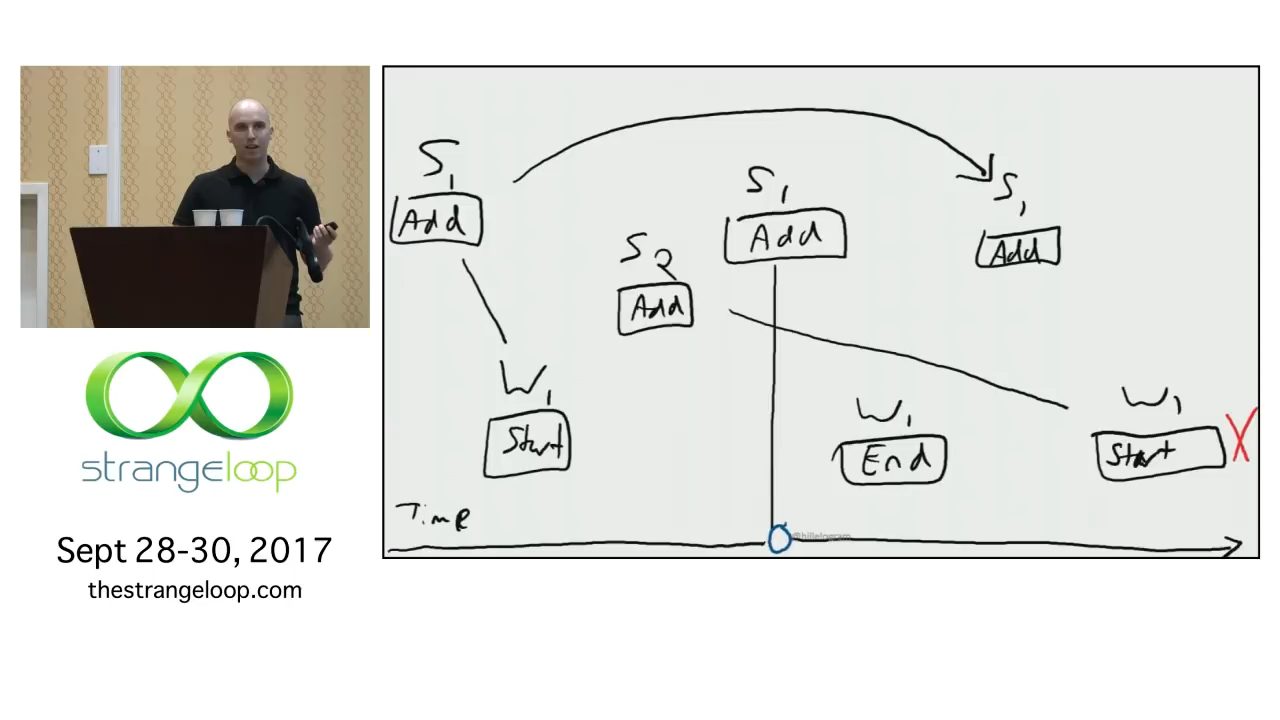 S1
Add
S2
Add
S1
Add
S1
Add
W1
Start
W1
End
W1
Start
X
Time
@hillelogram
strangeloop
Sept 28-30, 2017
thestrangeloop.com